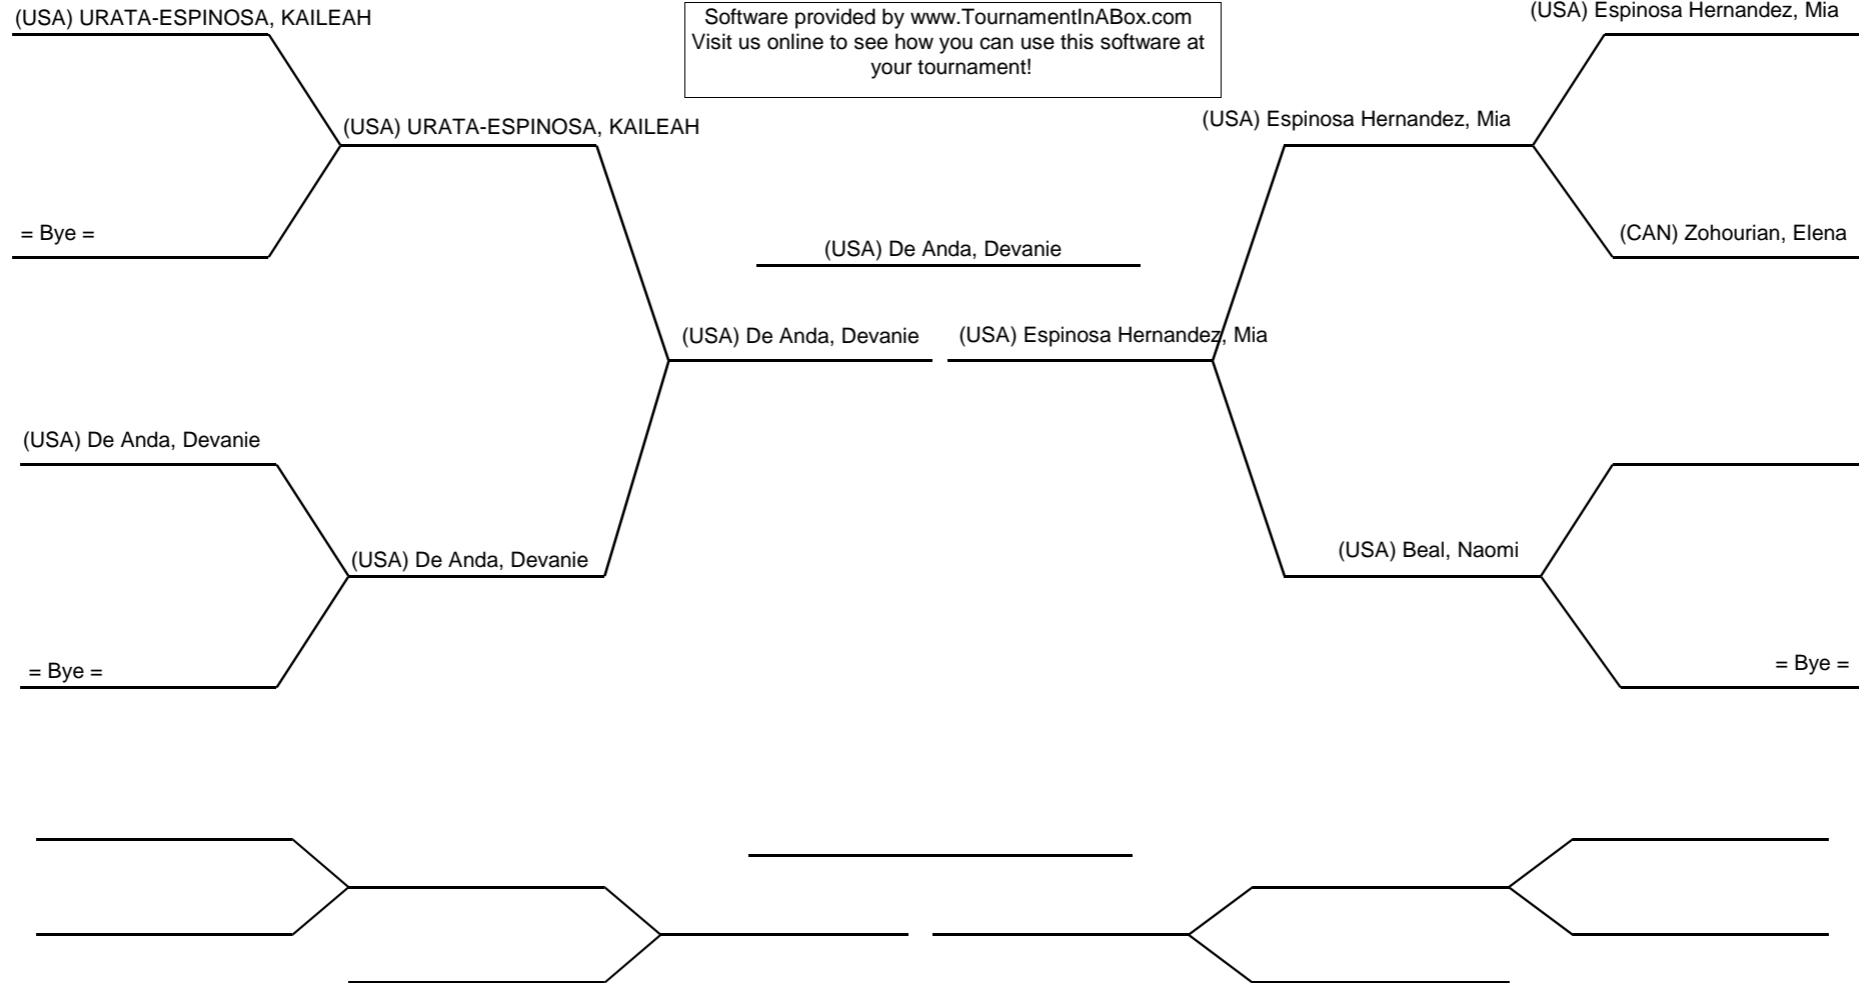 (USA) URATA-ESPINOSA, KAILEAH
Software provided by www.TournamentInABox.com
Visit us online to see how you can use this software at
your tournament!
(USA) Espinosa Hernandez, Mia
(USA) URATA-ESPINOSA, KAILEAH
(USA) Espinosa Hernandez, Mia
= Bye =
(USA) De Anda, Devanie
(CAN) Zohourian, Elena
(USA) De Anda, Devanie
(USA) Espinosa Hernandez, Mia
(USA) De Anda, Devanie
(USA) De Anda, Devanie
(USA) Beal, Naomi
= Bye =
= Bye =